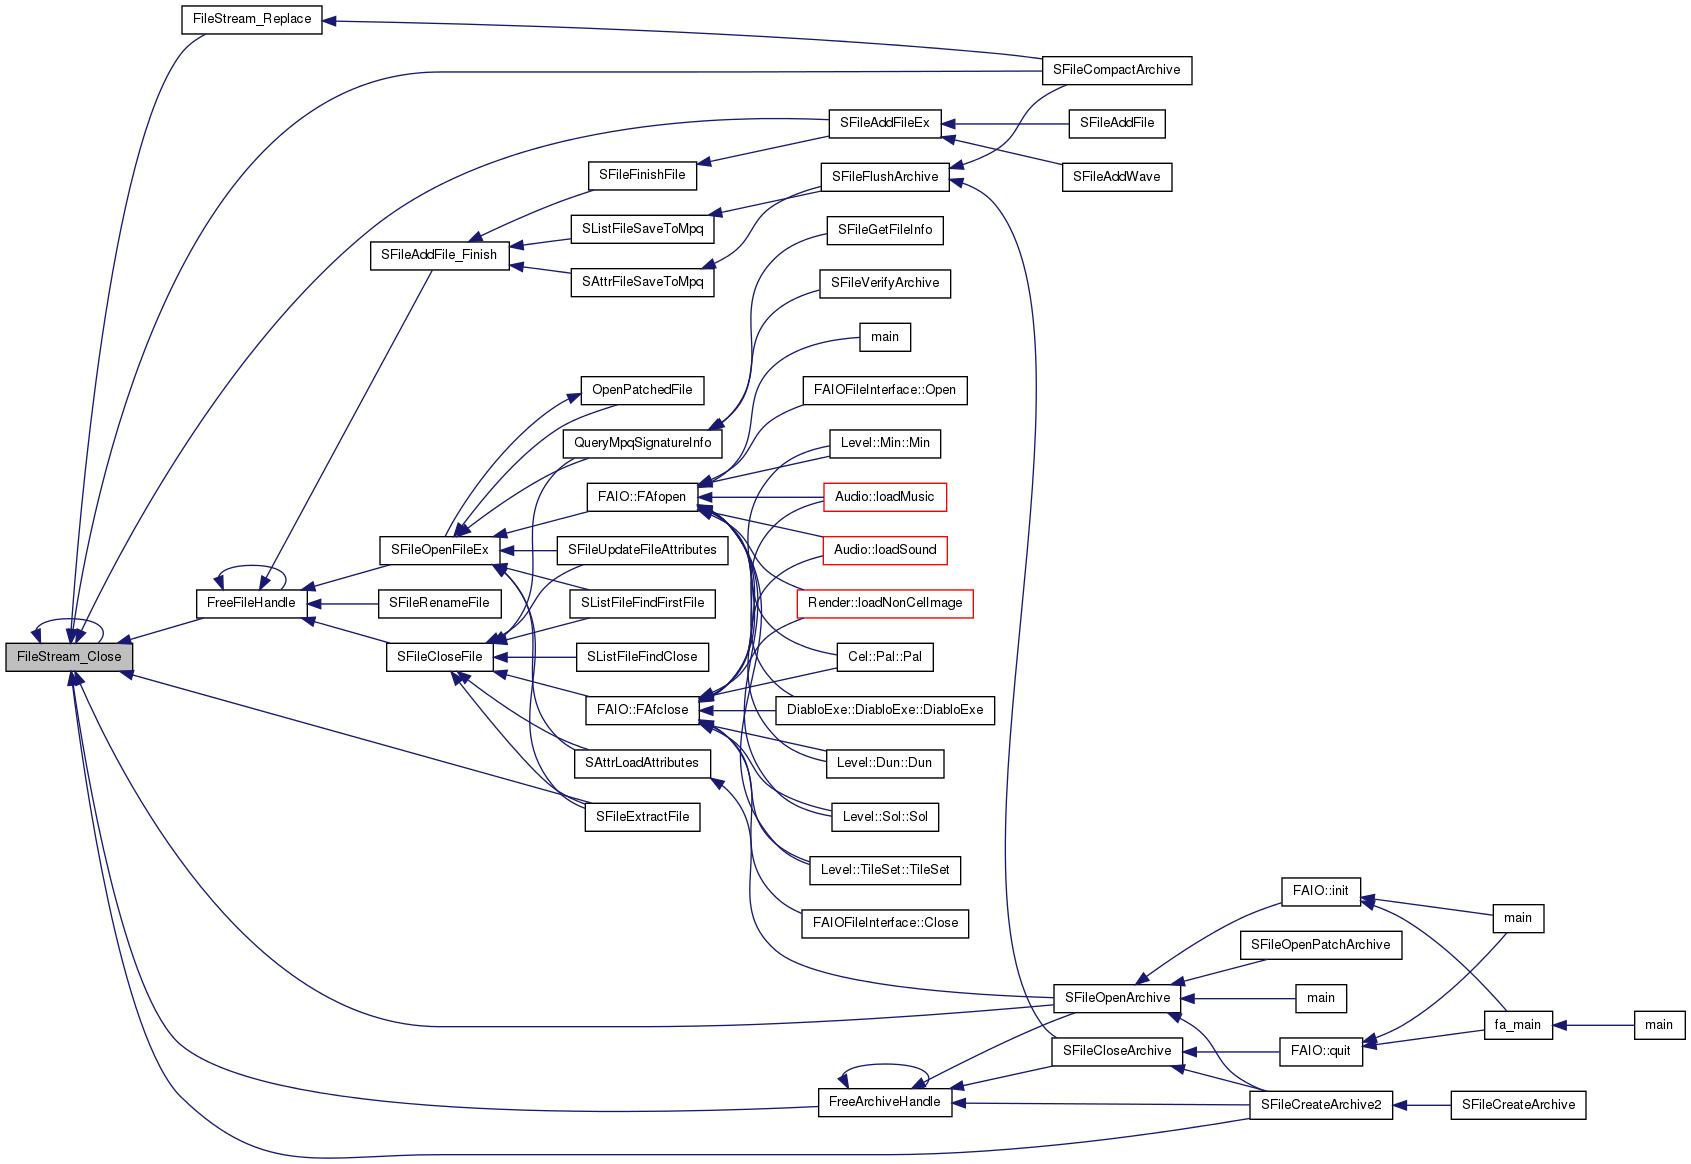 FileStream_Replace
SFileCompactArchive
SFileAddFileEx
SFileAddFile
SFileFinishFile
SFileFlushArchive
SFileAddWave
SListFileSaveToMpq
SFileGetFileInfo
SFileAddFile_Finish
SAttrFileSaveToMpq
SFileVerifyArchive
main
OpenPatchedFile
FAIOFileInterface::Open
QueryMpqSignatureInfo
Level::Min::Min
FAIO::FAfopen
Audio::loadMusic
SFileOpenFileEx
SFileUpdateFileAttributes
Audio::loadSound
FreeFileHandle
SFileRenameFile
SListFileFindFirstFile
Render::loadNonCelImage
FileStream_Close
SFileCloseFile
SListFileFindClose
Cel::Pal::Pal
FAIO::FAfclose
DiabloExe::DiabloExe::DiabloExe
SAttrLoadAttributes
Level::Dun::Dun
SFileExtractFile
Level::Sol::Sol
Level::TileSet::TileSet
FAIO::init
FAIOFileInterface::Close
main
SFileOpenPatchArchive
SFileOpenArchive
main
fa_main
main
SFileCloseArchive
FAIO::quit
FreeArchiveHandle
SFileCreateArchive2
SFileCreateArchive